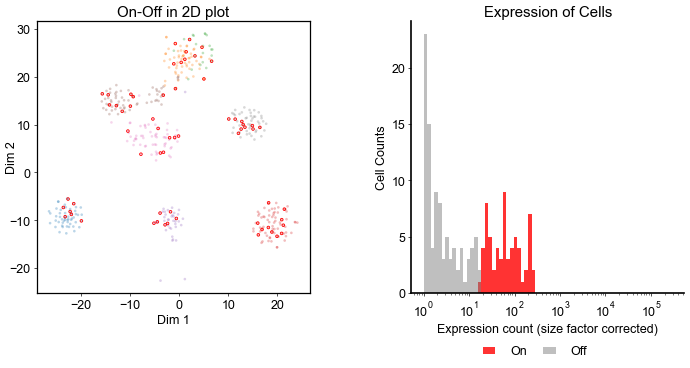 On-Off in 2D plot
30
20
10
0
−10
−20
Dim 2
−20 −10 0 10 20
Dim 1
Expression of Cells
20
15
10
5
0
Cell Counts
10⁰ 10¹ 10² 10³ 10⁴ 10⁵
Expression count (size factor corrected)
On Off